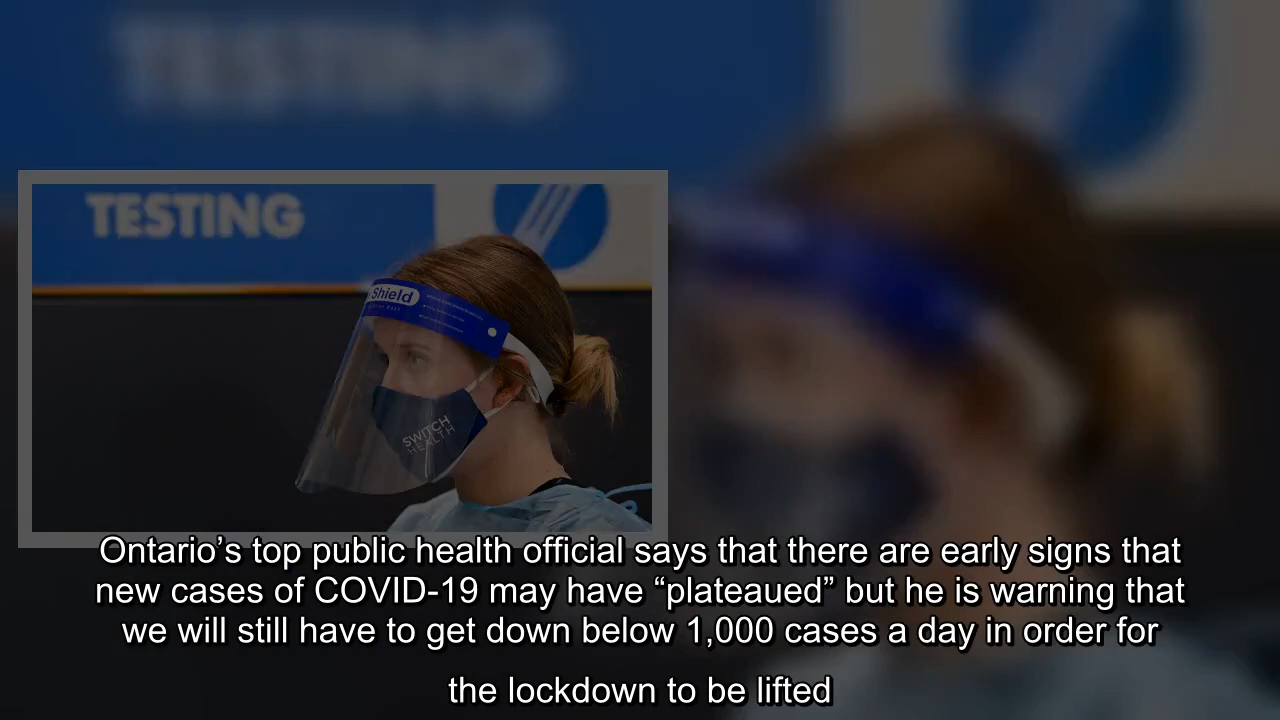 TESTING
TESTING
Shield
SWITCH
HEALTH
Ontario’s top public health official says that there are early signs that
new cases of COVID-19 may have “plateaued” but he is warning that
we will still have to get down below 1,000 cases a day in order for
the lockdown to be lifted